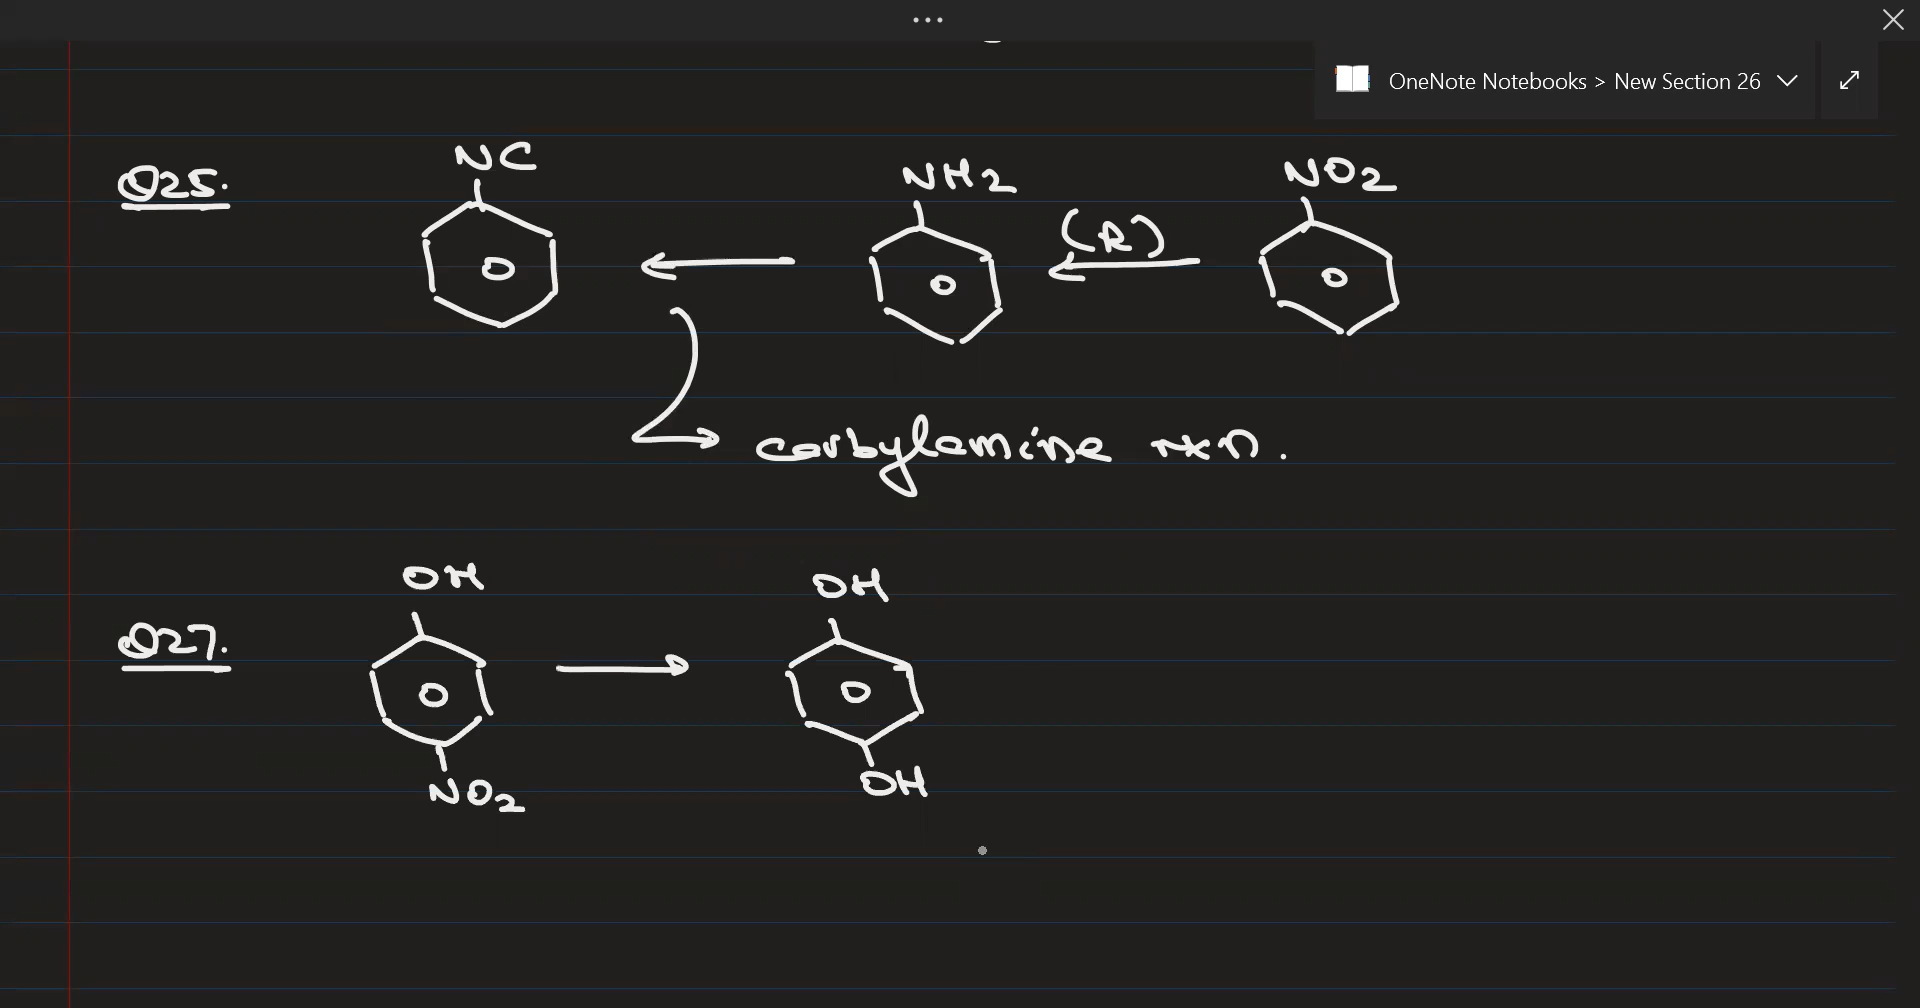 ...
OneNote Notebooks > New Section 26
Q25.
NC
NH2
NO2
(R)
carbylamine rxn.
Q27.
OH
OH
NO2
OH